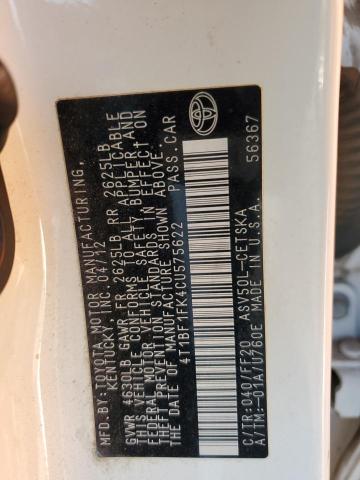 MFD.BY:TOYOTA MOTOR MANUFACTURING,
KENTUCKY, INC. 04/12
GVWR 4630LB GAWR FR 2625LB RR 2625LB
THIS VEHICLE CONFORMS TO ALL APPLICABLE
FEDERAL MOTOR VEHICLE SAFETY, BUMPER, AND
THEFT PREVENTION STANDARDS IN EFFECT ON
THE DATE OF MANUFACTURE SHOWN ABOVE.
4T1BF1FK4CU575622 PASS.CAR
C/TR:040/FF20 ASV50L-CETSKA
A/TM:-01A/U760E MADE IN U.S.A. 56367